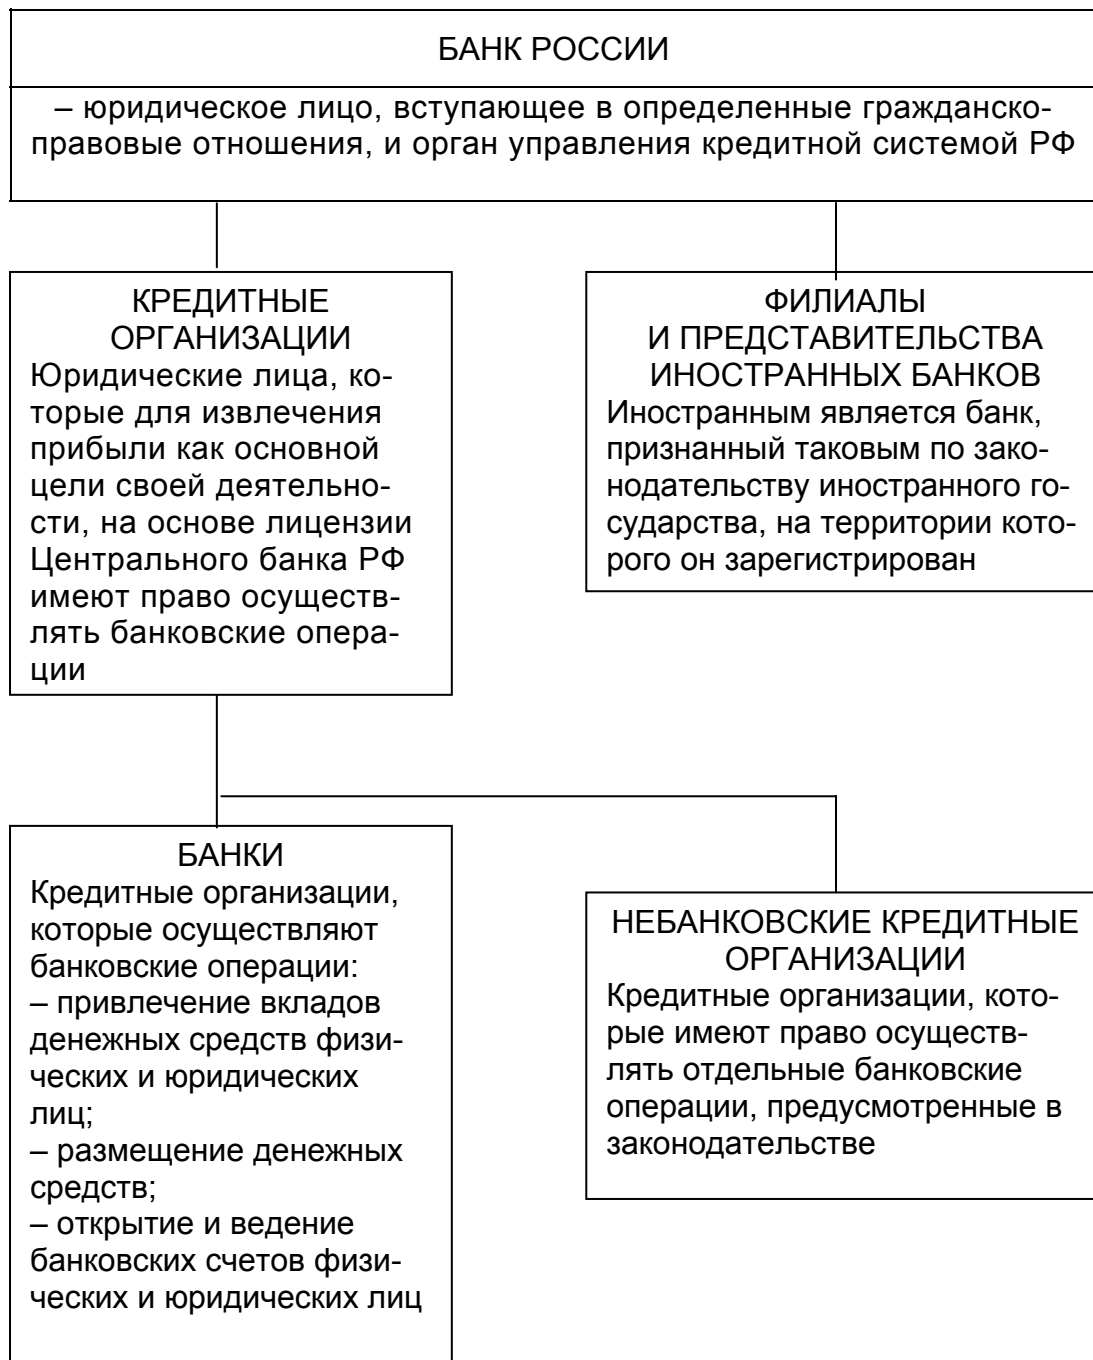 БАНК РОССИИ
– юридическое лицо, вступающее в определенные гражданско-
правовые отношения, и орган управления кредитной системой РФ
КРЕДИТНЫЕ
ОРГАНИЗАЦИИ
Юридические лица, ко-
торые для извлечения
прибыли как основной
цели своей деятельно-
сти, на основе лицензии
Центрального банка РФ
имеют право осуществ-
лять банковские опера-
ции
ФИЛИАЛЫ
И ПРЕДСТАВИТЕЛЬСТВА
ИНОСТРАННЫХ БАНКОВ
Иностранным является банк,
признанный таковым по зако-
нодательству иностранного го-
сударства, на территории кото-
рого он зарегистрирован
БАНКИ
Кредитные организации,
которые осуществляют
банковские операции:
– привлечение вкладов
денежных средств физи-
ческих и юридических
лиц;
– размещение денежных
средств;
– открытие и ведение
банковских счетов физи-
ческих и юридических лиц
НЕБАНКОВСКИЕ КРЕДИТНЫЕ
ОРГАНИЗАЦИИ
Кредитные организации, кото-
рые имеют право осуществ-
лять отдельные банковские
операции, предусмотренные в
законодательстве